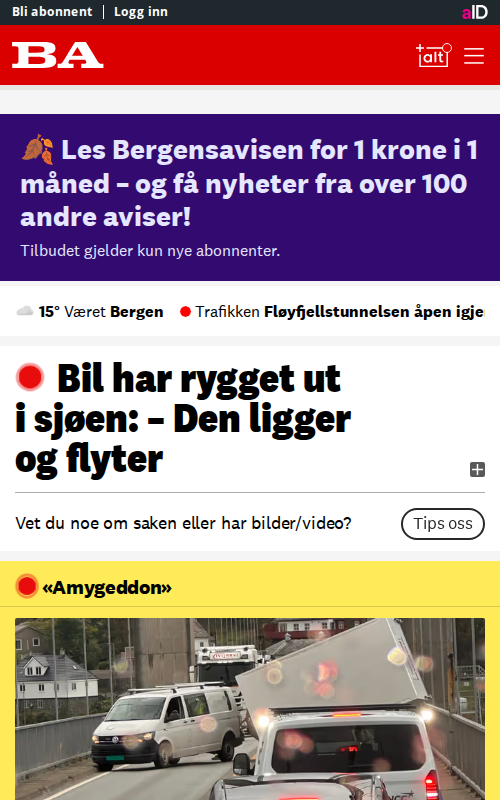 Bli abonnent | Logg inn
aID
BA
+alt
🍂 Les Bergensavisen for 1 krone i 1
måned – og få nyheter fra over 100
andre aviser!
Tilbudet gjelder kun nye abonnenter.
15° Været Bergen
Trafikken Fløyfjellstunnelsen åpen igje
Bil har rygget ut
i sjøen: – Den ligger
og flyter
Vet du noe om saken eller har bilder/video?
Tips oss
«Amygeddon»